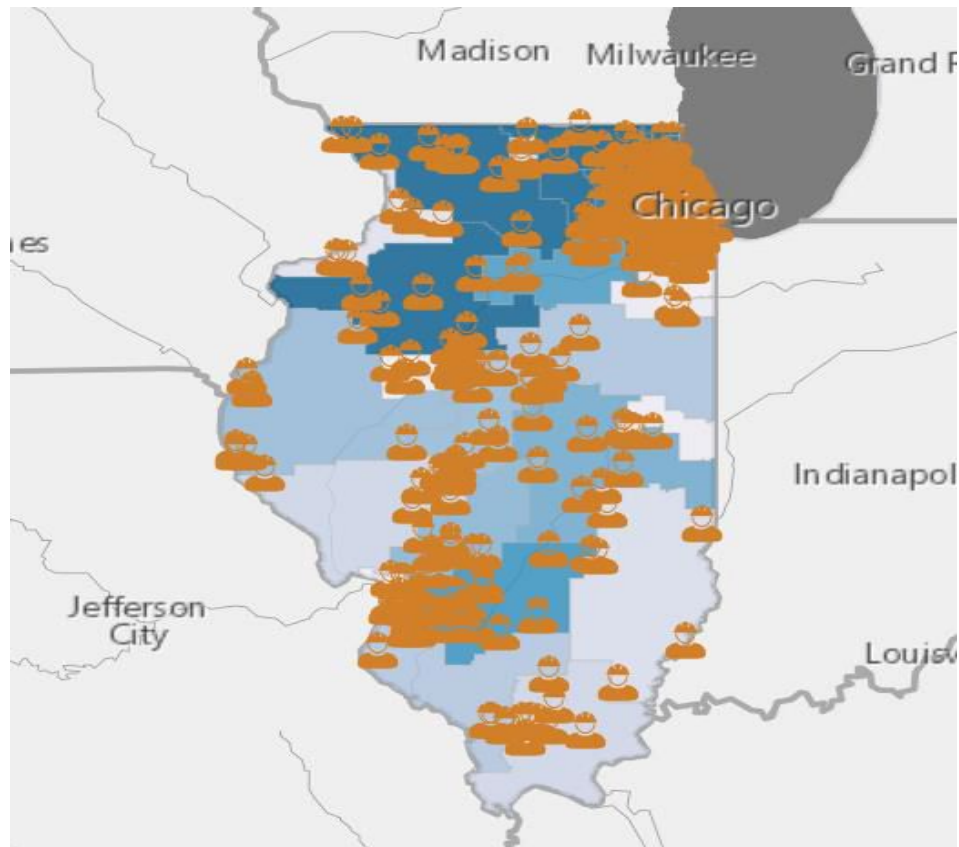 Madison
Milwaukee
Grand R
Chicago
es
Indianapol
Jefferson
City
Louisv